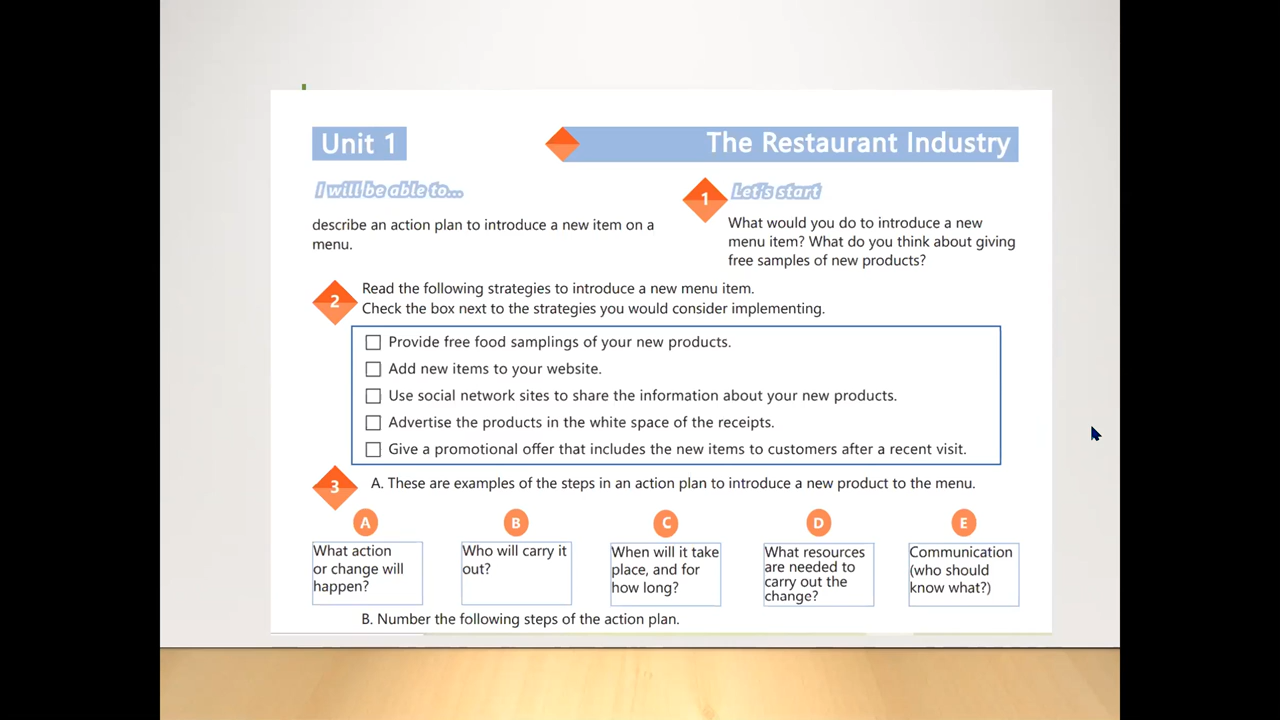 Unit 1
The Restaurant Industry
I will be able to...
describe an action plan to introduce a new item on a
menu.
1
Let's start
What would you do to introduce a new
menu item? What do you think about giving
free samples of new products?
2
Read the following strategies to introduce a new menu item.
Check the box next to the strategies you would consider implementing.
Provide free food samplings of your new products.
Add new items to your website.
Use social network sites to share the information about your new products.
Advertise the products in the white space of the receipts.
Give a promotional offer that includes the new items to customers after a recent visit.
3
A. These are examples of the steps in an action plan to introduce a new product to the menu.
A
What action
or change will
happen?
B
Who will carry it
out?
C
When will it take
place, and for
how long?
D
What resources
are needed to
carry out the
change?
E
Communication
(who should
know what?)
B. Number the following steps of the action plan.